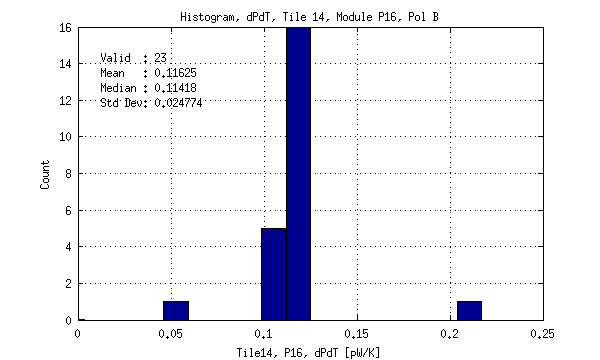 Histogram, dPdT, Tile 14, Module P16, Pol B
16
14
12
10
8
6
4
2
0
Count
Valid  : 23
Mean   : 0.11625
Median : 0.11418
Std Dev: 0.024774
0 0.05 0.1 0.15 0.2 0.25
Tile14, P16, dPdT [pW/K]